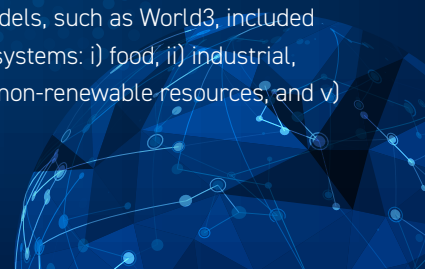 dels, such as World3, included
systems: i) food, ii) industrial,
non-renewable resources, and v)